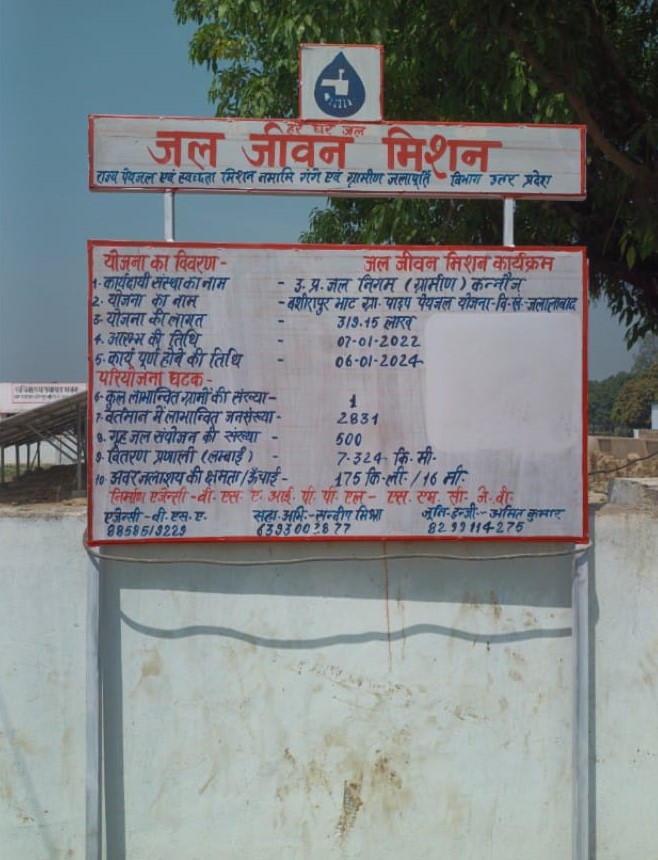 हर घर जल
जल जीवन मिशन
राज्य पेयजल एवं स्वच्छता मिशन नमामि गंगे एवं ग्रामीण जलापूर्ति विभाग उत्तर प्रदेश
योजना का विवरण - जल जीवन मिशन कार्यक्रम
1. कार्यदायी संस्था का नाम - उ. प्र. जल निगम (ग्रामीण) कन्नौज
2. योजना का नाम - बशीरापुर भाट ग्रा. पाइप पेयजल योजना-वि.ख.-जलालाबाद
3. योजना की लागत 319.15 लाख
4. आरम्भ की तिथि - 07-01-2022
5. कार्य पूर्ण होने की तिथि - 06-01-2024
परियोजना घटक-
6. कुल लाभान्वित ग्रामों की संख्या- 1
7. वर्तमान में लाभान्वित जनसंख्या- 2831
8. गृह जल संयोजन की संख्या - 500
9. वितरण प्रणाली (लम्बाई) - 7.324 कि. मी.
10. अवर जलाशय की क्षमता/ऊँचाई- 175 कि.ली. / 16 मी.
निर्माण एजेन्सी - वी. एस. ए. आई. पी. पी. एल - एस. एम. सी. जे. वी.
एजेन्सी - वी. एस. ए. सहा. अभि. - सन्दीप मिश्रा जूनि. इन्जी. - अमित कुमार
8858519229 6393002877 8299114275